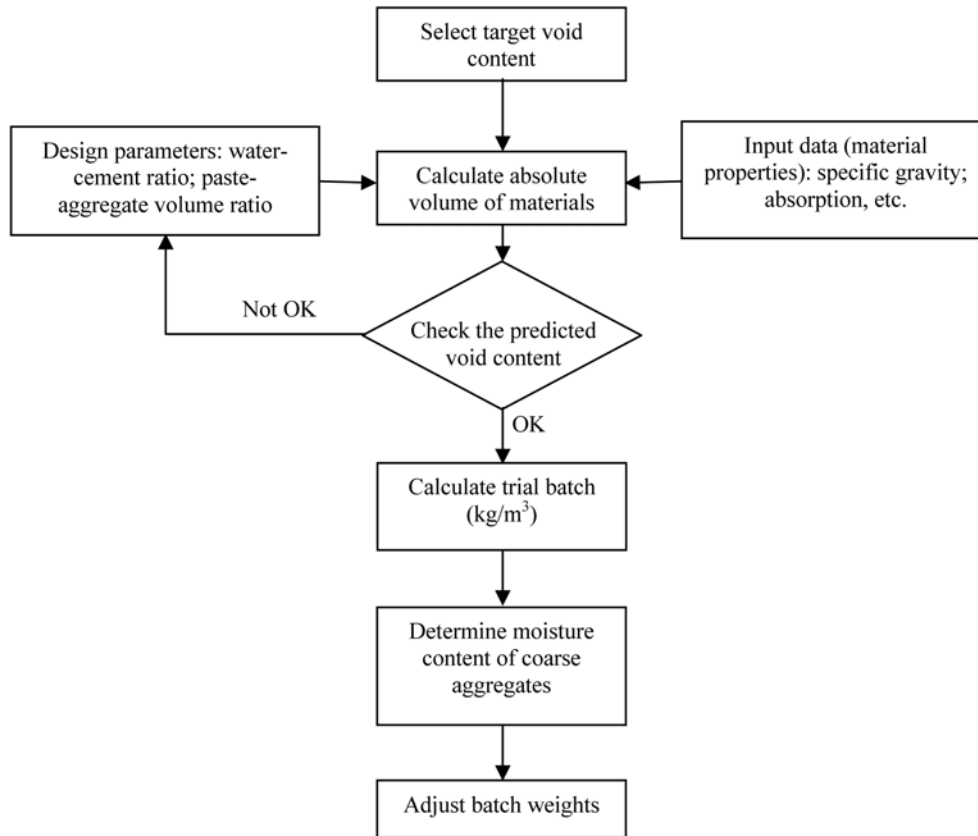 Select target void
content
Design parameters: water-
cement ratio; paste-
aggregate volume ratio
Calculate absolute
volume of materials
Input data (material
properties): specific gravity;
absorption, etc.
Not OK
Check the predicted
void content
OK
Calculate trial batch
(kg/m³)
Determine moisture
content of coarse
aggregates
Adjust batch weights